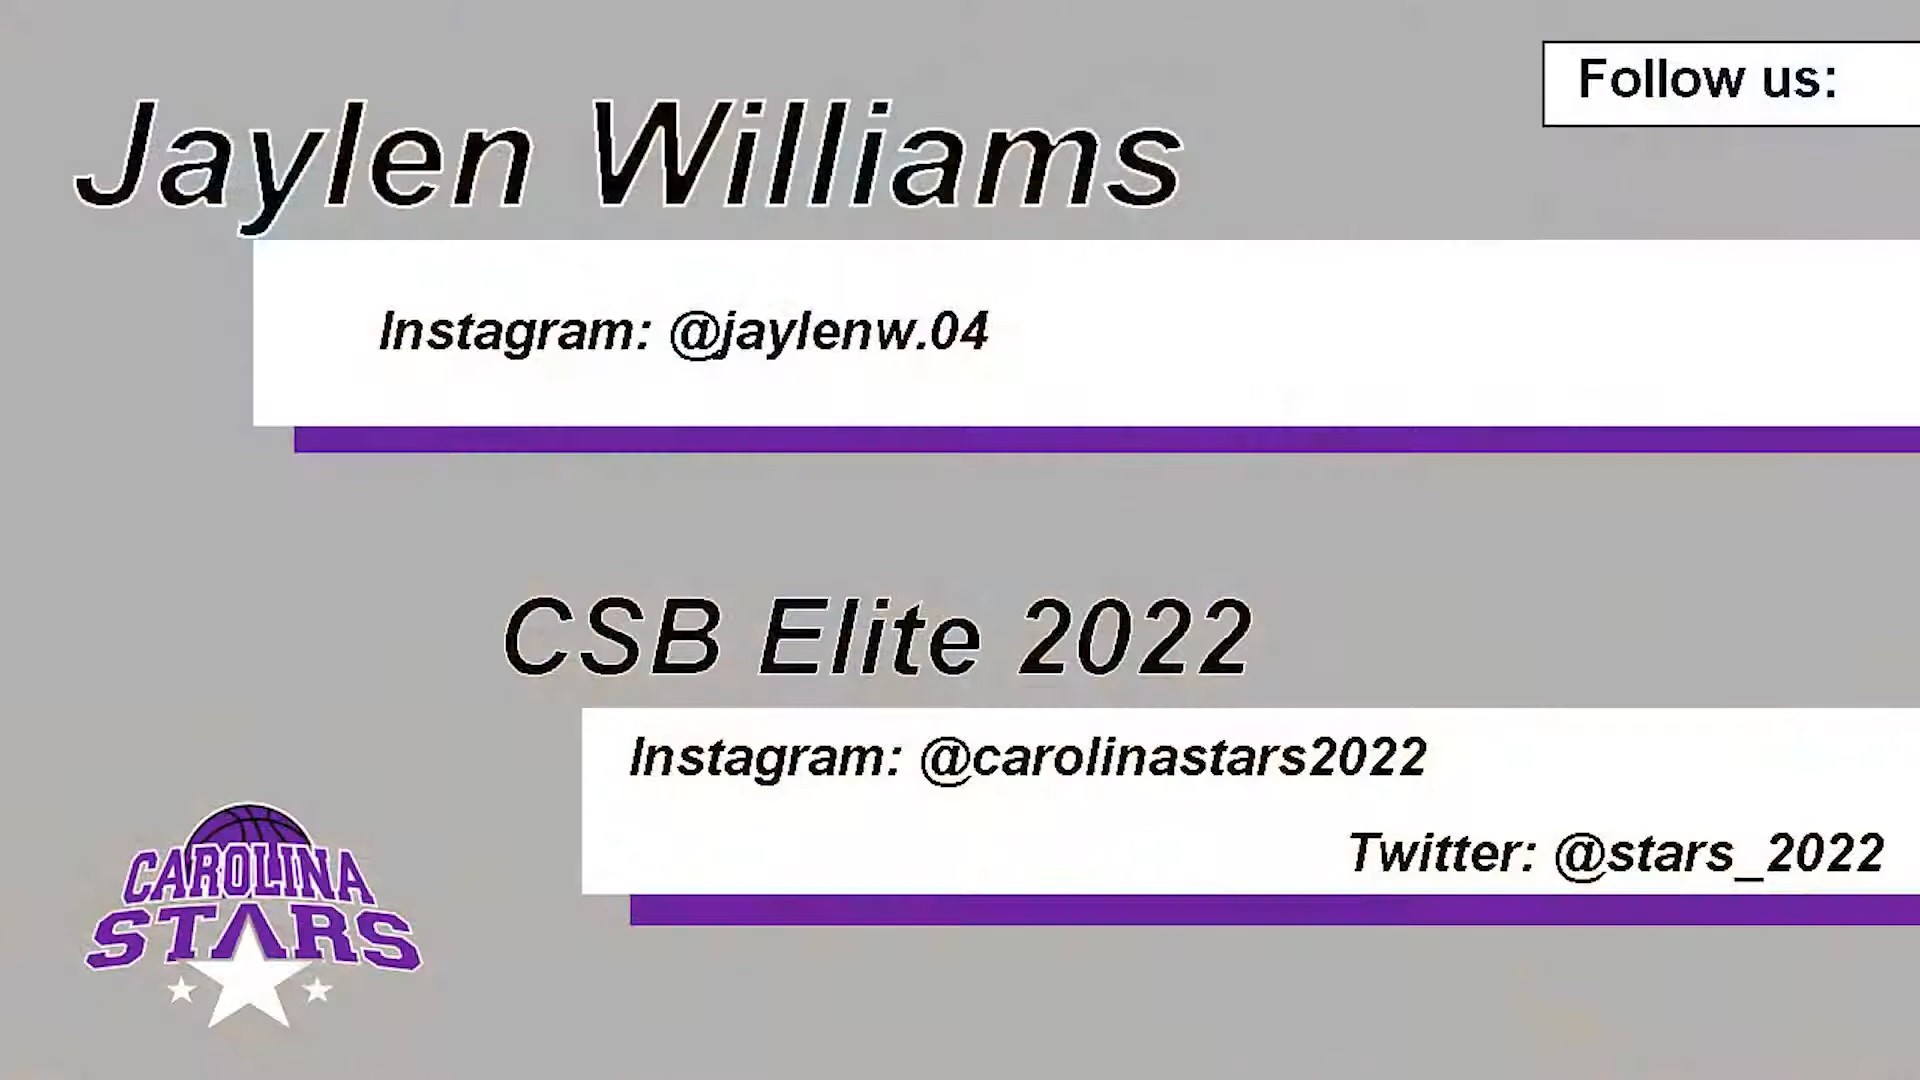 Follow us:
Jaylen Williams
Instagram: @jaylenw.04
CSB Elite 2022
Instagram: @carolinastars2022
Twitter: @stars_2022
CAROLINA
STARS